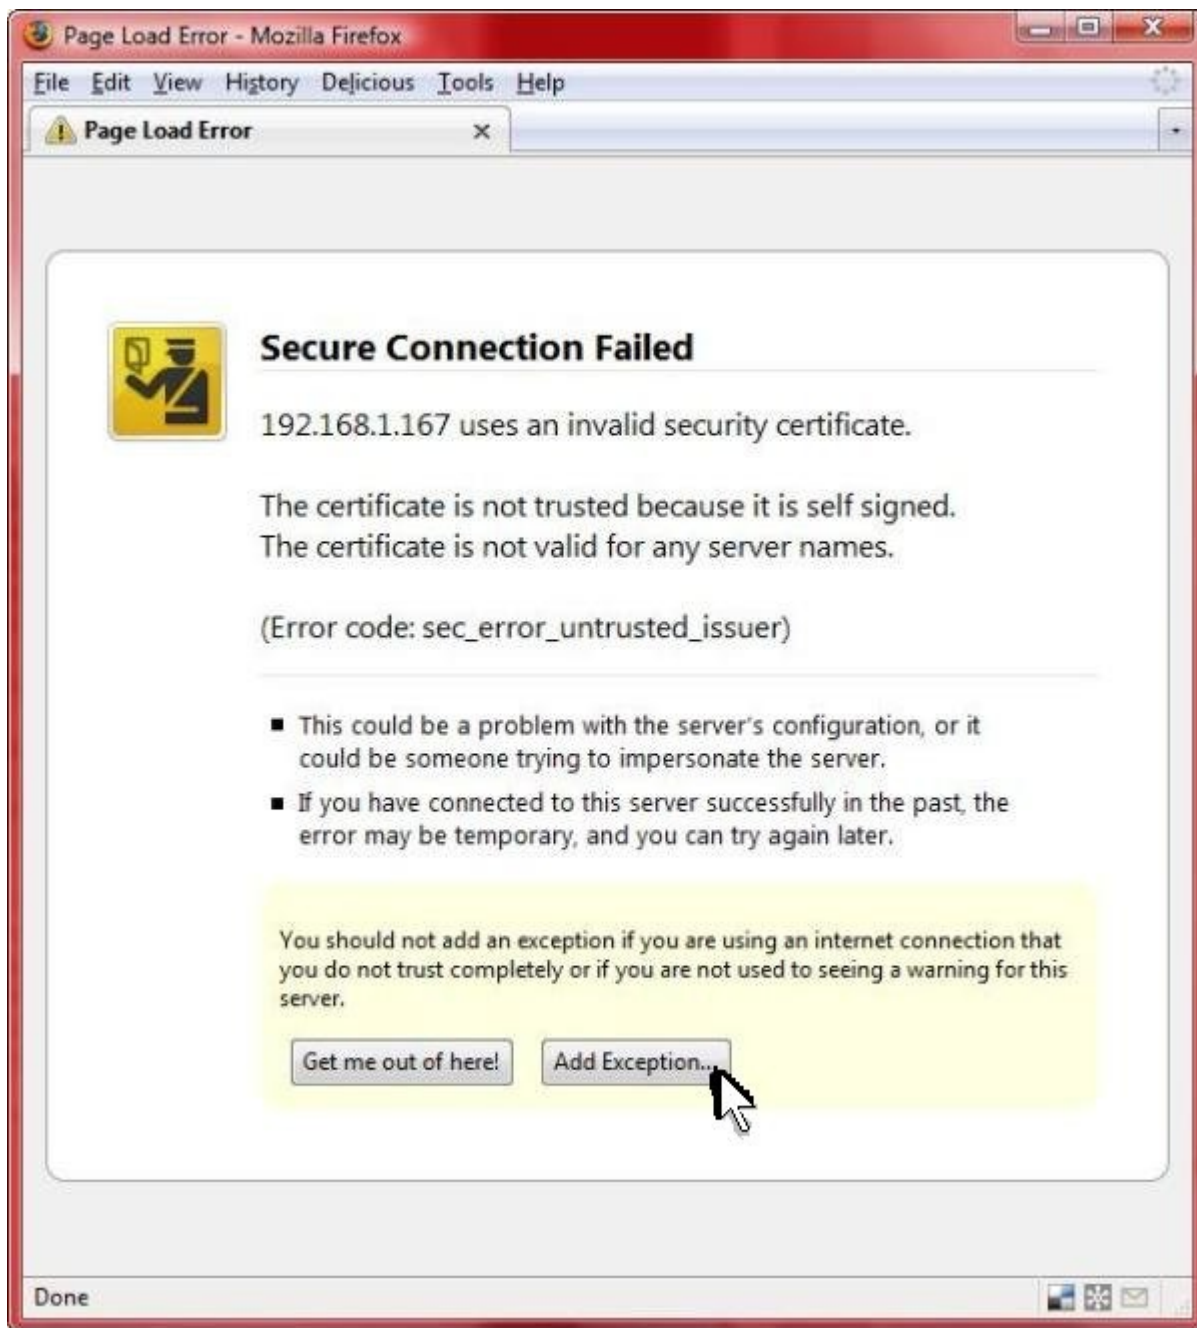 Page Load Error - Mozilla Firefox
File Edit View History Delicious Tools Help
Page Load Error
Secure Connection Failed
192.168.1.167 uses an invalid security certificate.
The certificate is not trusted because it is self signed.
The certificate is not valid for any server names.
(Error code: sec_error_untrusted_issuer)
This could be a problem with the server's configuration, or it
could be someone trying to impersonate the server.
If you have connected to this server successfully in the past, the
error may be temporary, and you can try again later.
You should not add an exception if you are using an internet connection that
you do not trust completely or if you are not used to seeing a warning for this
server.
Get me out of here! Add Exception...
Done